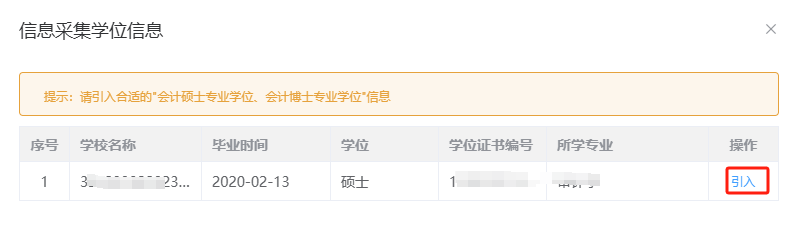 信息采集学位信息
提示：请引入合适的"会计硕士专业学位、会计博士专业学位"信息
序号 学校名称 毕业时间 学位 学位证书编号 所学专业 操作
1 2020-02-13 硕士 引入